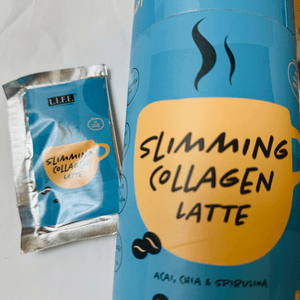 L.I.F.E.
SLIMMING
COLLAGEN
LATTE
SLIMMING
COLLAGEN
LATTE
ACAI, CHIA & SPIRULINA